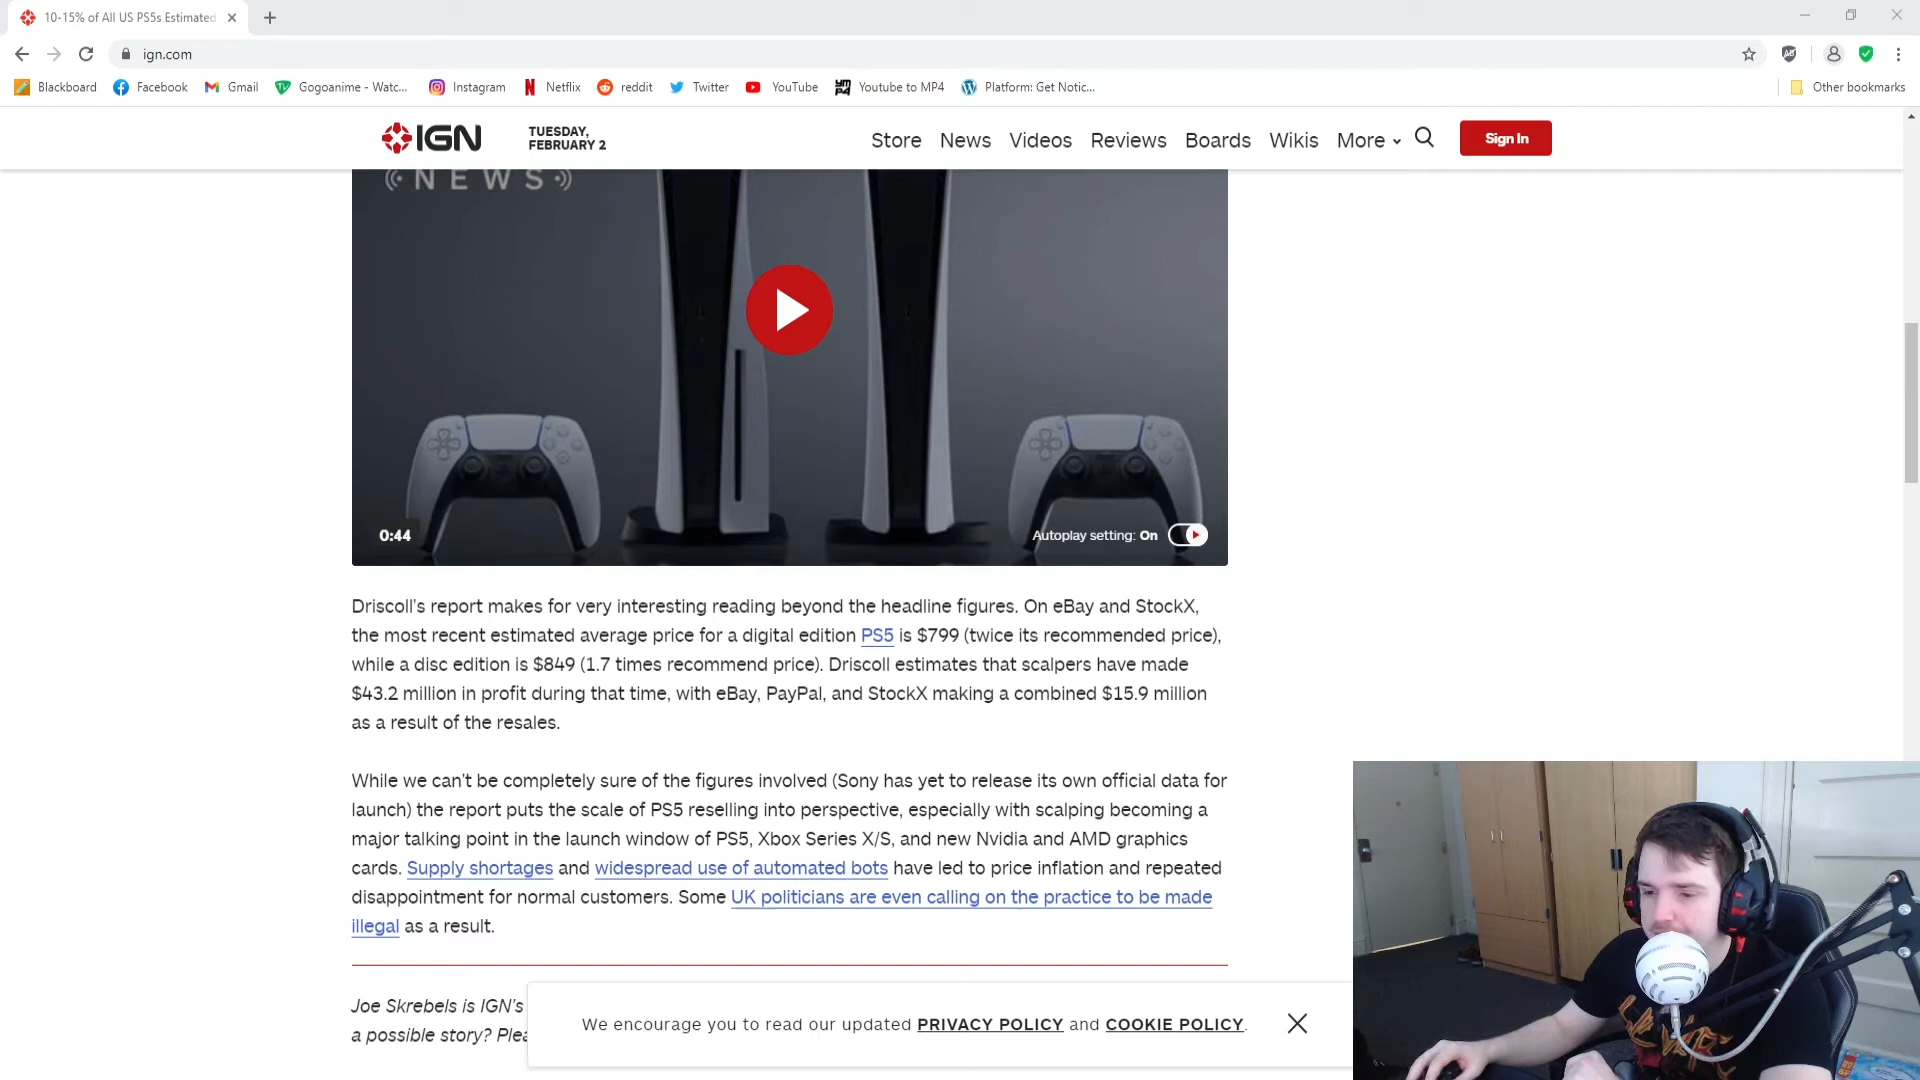 10-15% of All US PS5s Estimated
ign.com
Blackboard
Facebook
Gmail
Gogoanime - Watc...
Instagram
Netflix
reddit
Twitter
YouTube
Youtube to MP4
Platform: Get Notic...
Other bookmarks
IGN
TUESDAY,
FEBRUARY 2
Store
News
Videos
Reviews
Boards
Wikis
More
Sign In
NEWS
0:44
Autoplay setting: On
Driscoll's report makes for very interesting reading beyond the headline figures. On eBay and StockX,
the most recent estimated average price for a digital edition PS5 is $799 (twice its recommended price),
while a disc edition is $849 (1.7 times recommend price). Driscoll estimates that scalpers have made
$43.2 million in profit during that time, with eBay, PayPal, and StockX making a combined $15.9 million
as a result of the resales.
While we can't be completely sure of the figures involved (Sony has yet to release its own official data for
launch) the report puts the scale of PS5 reselling into perspective, especially with scalping becoming a
major talking point in the launch window of PS5, Xbox Series X/S, and new Nvidia and AMD graphics
cards. Supply shortages and widespread use of automated bots have led to price inflation and repeated
disappointment for normal customers. Some UK politicians are even calling on the practice to be made
illegal as a result.
Joe Skrebels is IGN's
a possible story? Plea
We encourage you to read our updated PRIVACY POLICY and COOKIE POLICY.